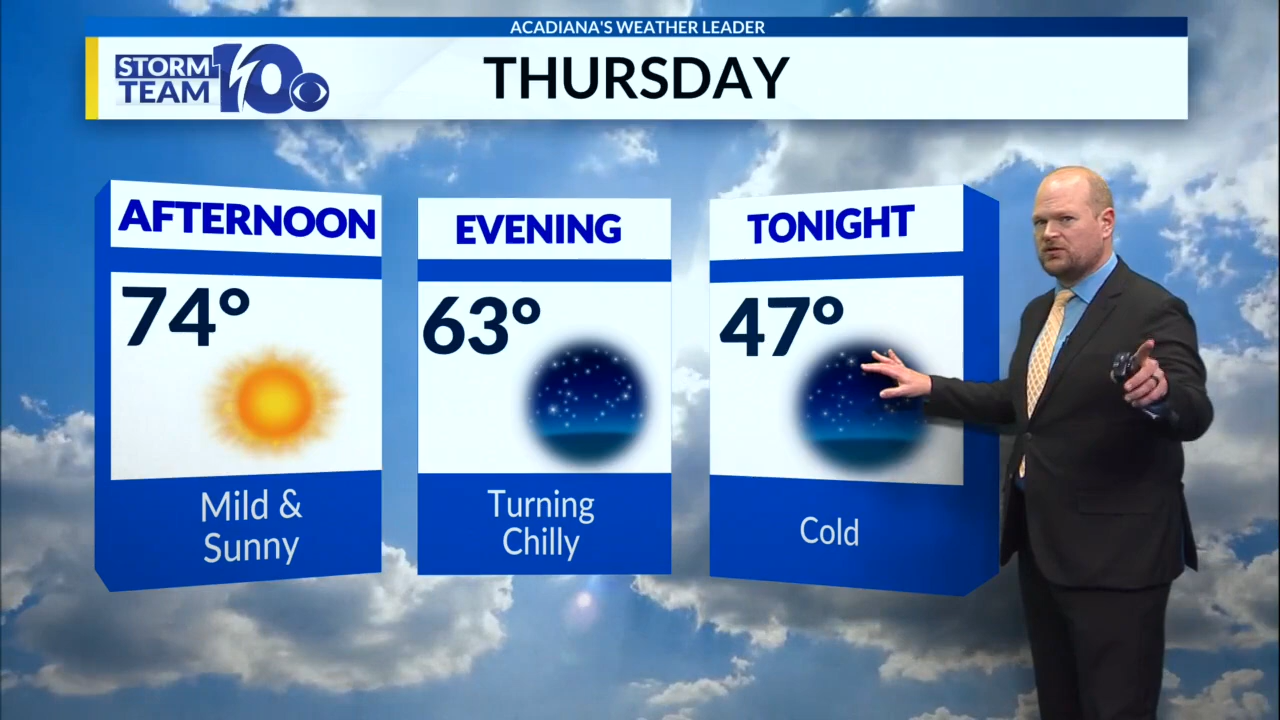 ACADIANA'S WEATHER LEADER
STORM
TEAM
10
THURSDAY
AFTERNOON
74°
Mild &
Sunny
EVENING
63°
Turning
Chilly
TONIGHT
47°
Cold